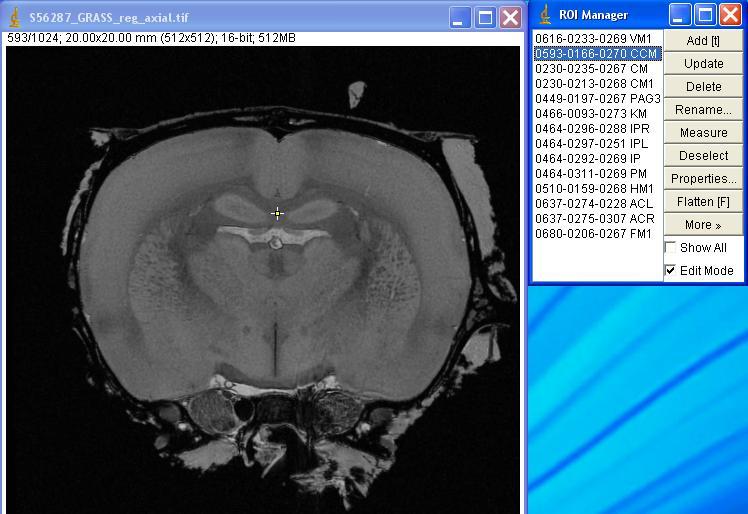 S56287_GRASS_reg_axial.tif
593/1024; 20.00x20.00 mm (512x512); 16-bit; 512MB
ROI Manager
0616-0233-0269 VM1
0593-0166-0270 CCM
0230-0235-0267 CM
0230-0213-0268 CM1
0449-0197-0267 PAG3
0466-0093-0273 KM
0464-0296-0288 IPR
0464-0297-0251 IPL
0464-0292-0269 IP
0464-0311-0269 PM
0510-0159-0268 HM1
0637-0274-0228 ACL
0637-0275-0307 ACR
0680-0206-0267 FM1
Add [t]
Update
Delete
Rename...
Measure
Deselect
Properties...
Flatten [F]
More »
Show All
Edit Mode